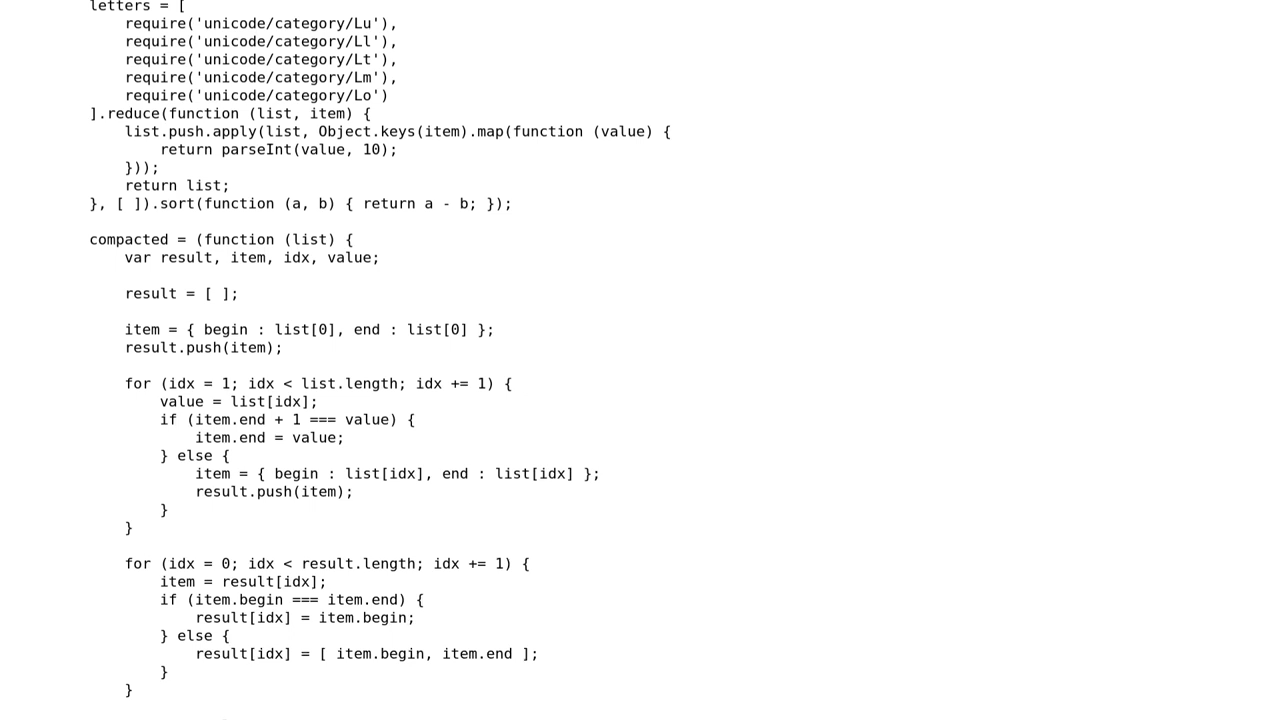 letters = [
    require('unicode/category/Lu'),
    require('unicode/category/Ll'),
    require('unicode/category/Lt'),
    require('unicode/category/Lm'),
    require('unicode/category/Lo')
].reduce(function (list, item) {
    list.push.apply(list, Object.keys(item).map(function (value) {
        return parseInt(value, 10);
    }));
    return list;
}, [ ]).sort(function (a, b) { return a - b; });

compacted = (function (list) {
    var result, item, idx, value;

    result = [ ];

    item = { begin : list[0], end : list[0] };
    result.push(item);

    for (idx = 1; idx < list.length; idx += 1) {
        value = list[idx];
        if (item.end + 1 === value) {
            item.end = value;
        } else {
            item = { begin : list[idx], end : list[idx] };
            result.push(item);
        }
    }

    for (idx = 0; idx < result.length; idx += 1) {
        item = result[idx];
        if (item.begin === item.end) {
            result[idx] = item.begin;
        } else {
            result[idx] = [ item.begin, item.end ];
        }
    }